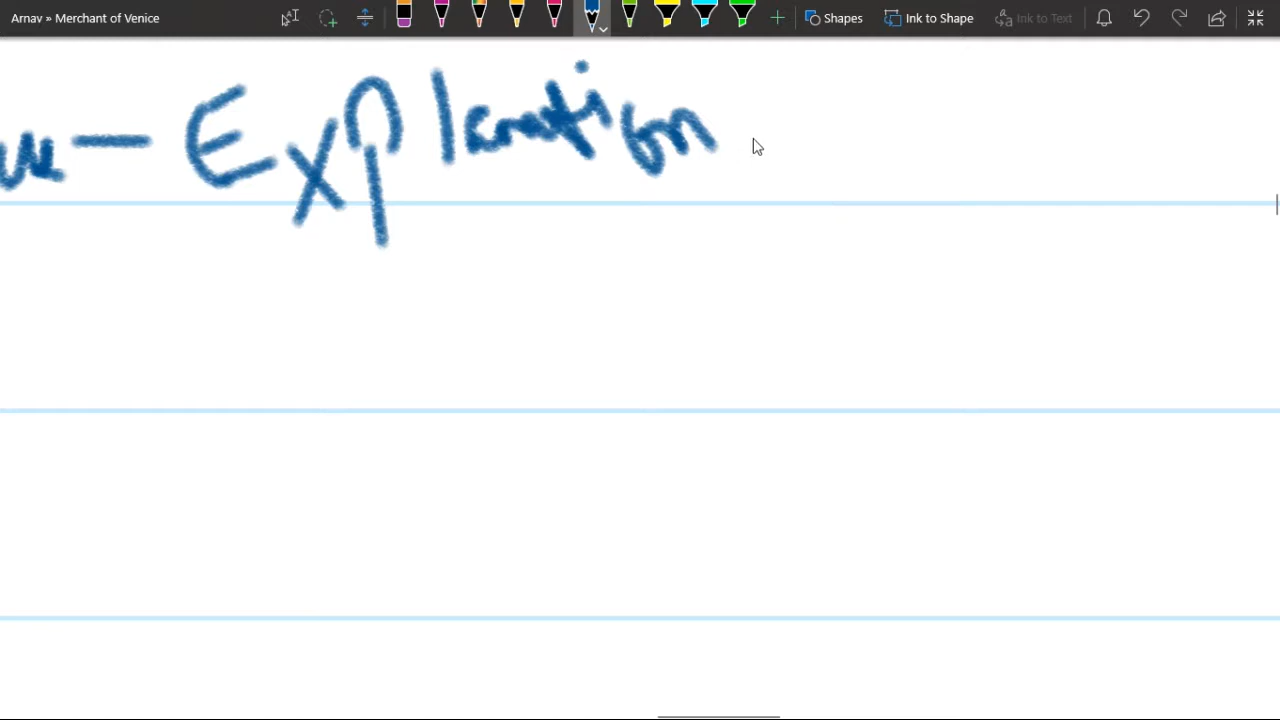 Arnav » Merchant of Venice Shapes Ink to Shape Ink to Text
- Explanation